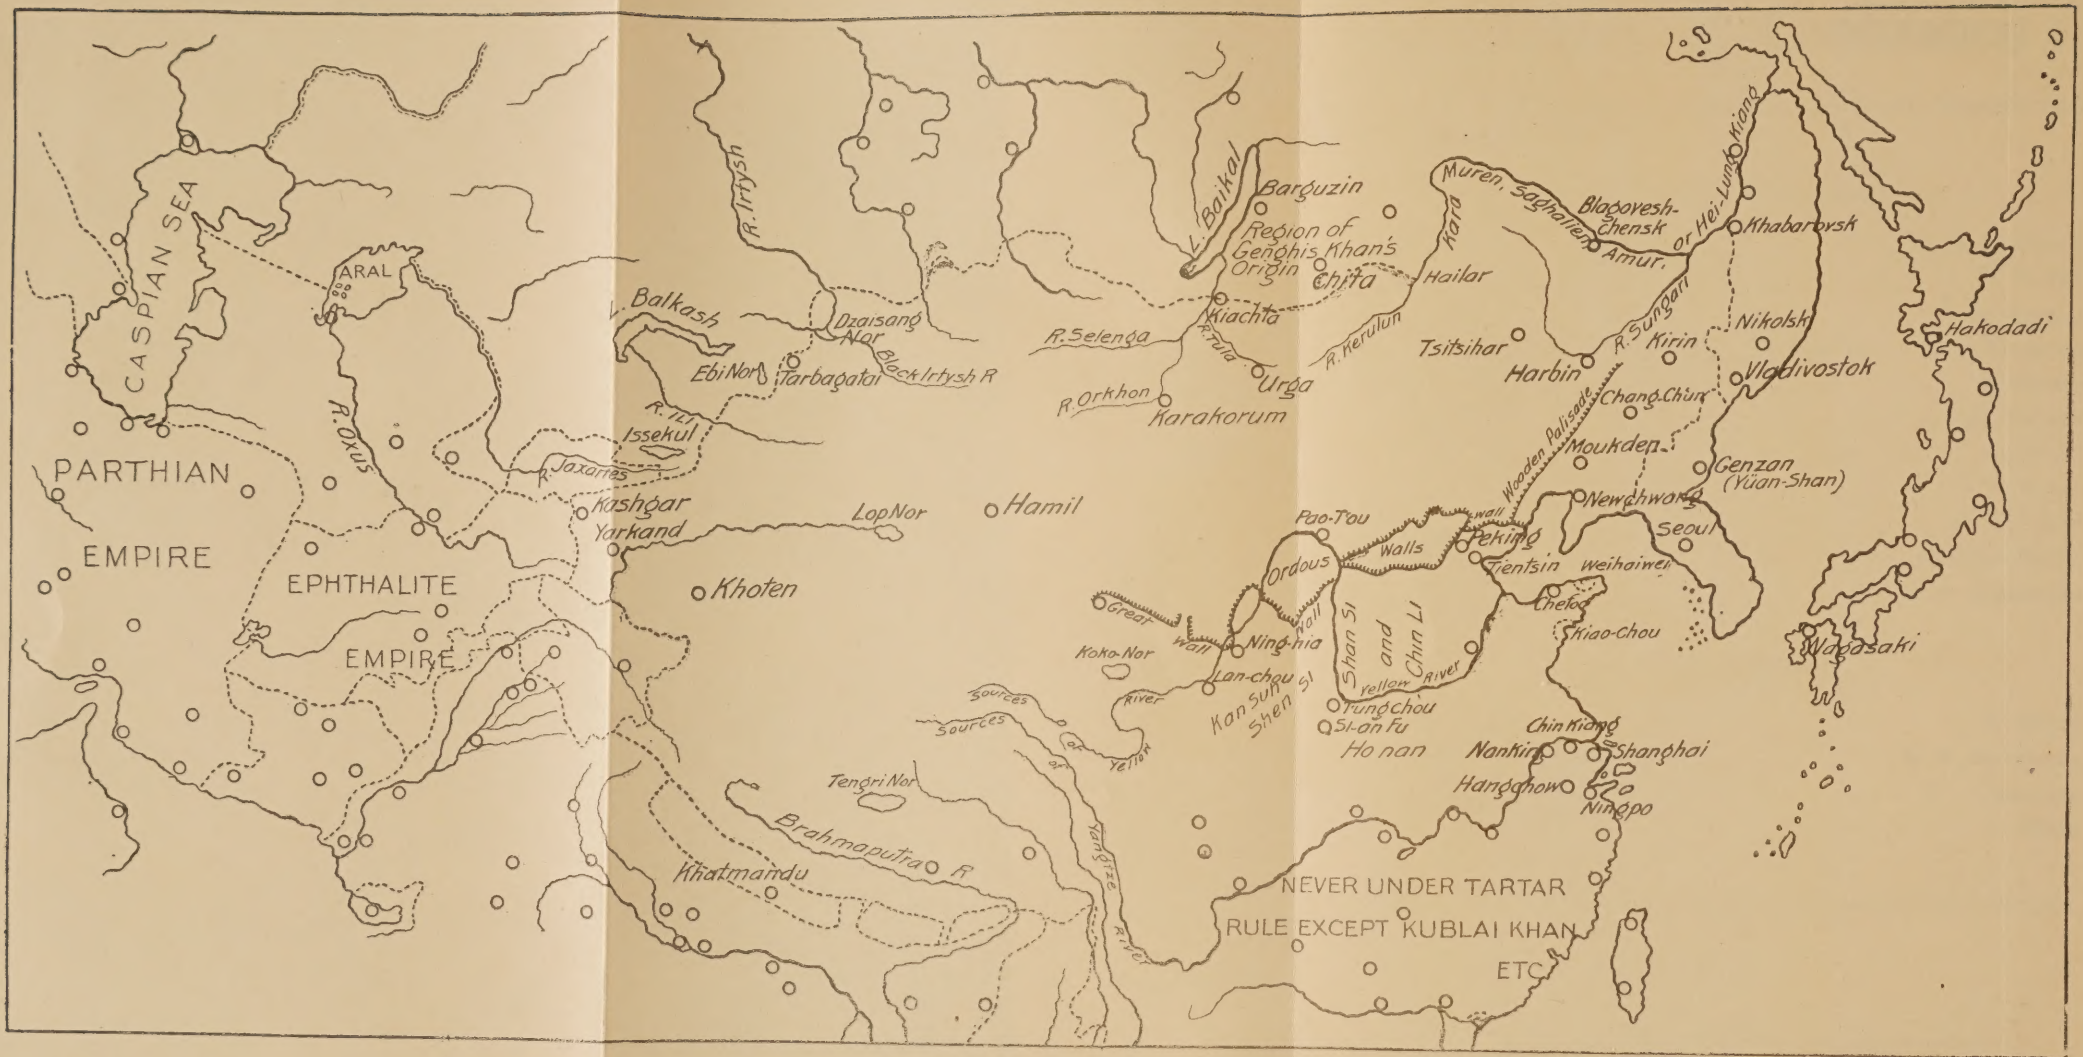 CASPIAN SEA
ARAL
PARTHIAN
EMPIRE
EPHTHALITE
EMPIRE
R. Oxus
R. Jaxartes
R. Irtysh
L. Balkash
Ebi Nor
Tarbagatai
Dzaisang
Nor
Black Irtysh R
R. ILI
Issekul
Kashgar
Yarkand
Khoten
Lop Nor
Hamil
L. Baikal
Barguzin
Region of
Genghis Khan's
Origin
Chita
Kiachta
R. Selenga
R. Tula
Urga
R. Orkhon
Karakorum
R. Kerulun
Hailar
Kara
Muren,
Saghalien
Blagovesh-
chensk
Amur,
or Hei-Lung Kiang
Khabarovsk
R. Sungari
Tsitsihar
Harbin
Kirin
Nikolsk
Vladivostok
Hakodadi
Chang-Chun
Wooden Palisade
Moukden
Genzan
(Yüan-Shan)
Newchwang
Seoul
Pao-T'ou
Wall
Walls
Peking
Tientsin
Weihaiwei
Chefoo
Kiao-Chou
Nagasaki
Ordous
Great
Wall
Wall
Ning-hia
Koko-Nor
Lan-chou
Kan Suh
Shen SI
Shan SI
and
Chin LI
Yellow River
Tungchou
SI-an Fu
Ho nan
Sources
Sources
of
of
Yellow
River
Yangtze
River
Chin Kiang
Nankin
Shanghai
Hangchow
Ningpo
Tengri Nor
Brahmaputra R
Khatmandu
NEVER UNDER TARTAR
RULE EXCEPT KUBLAI KHAN
ETC